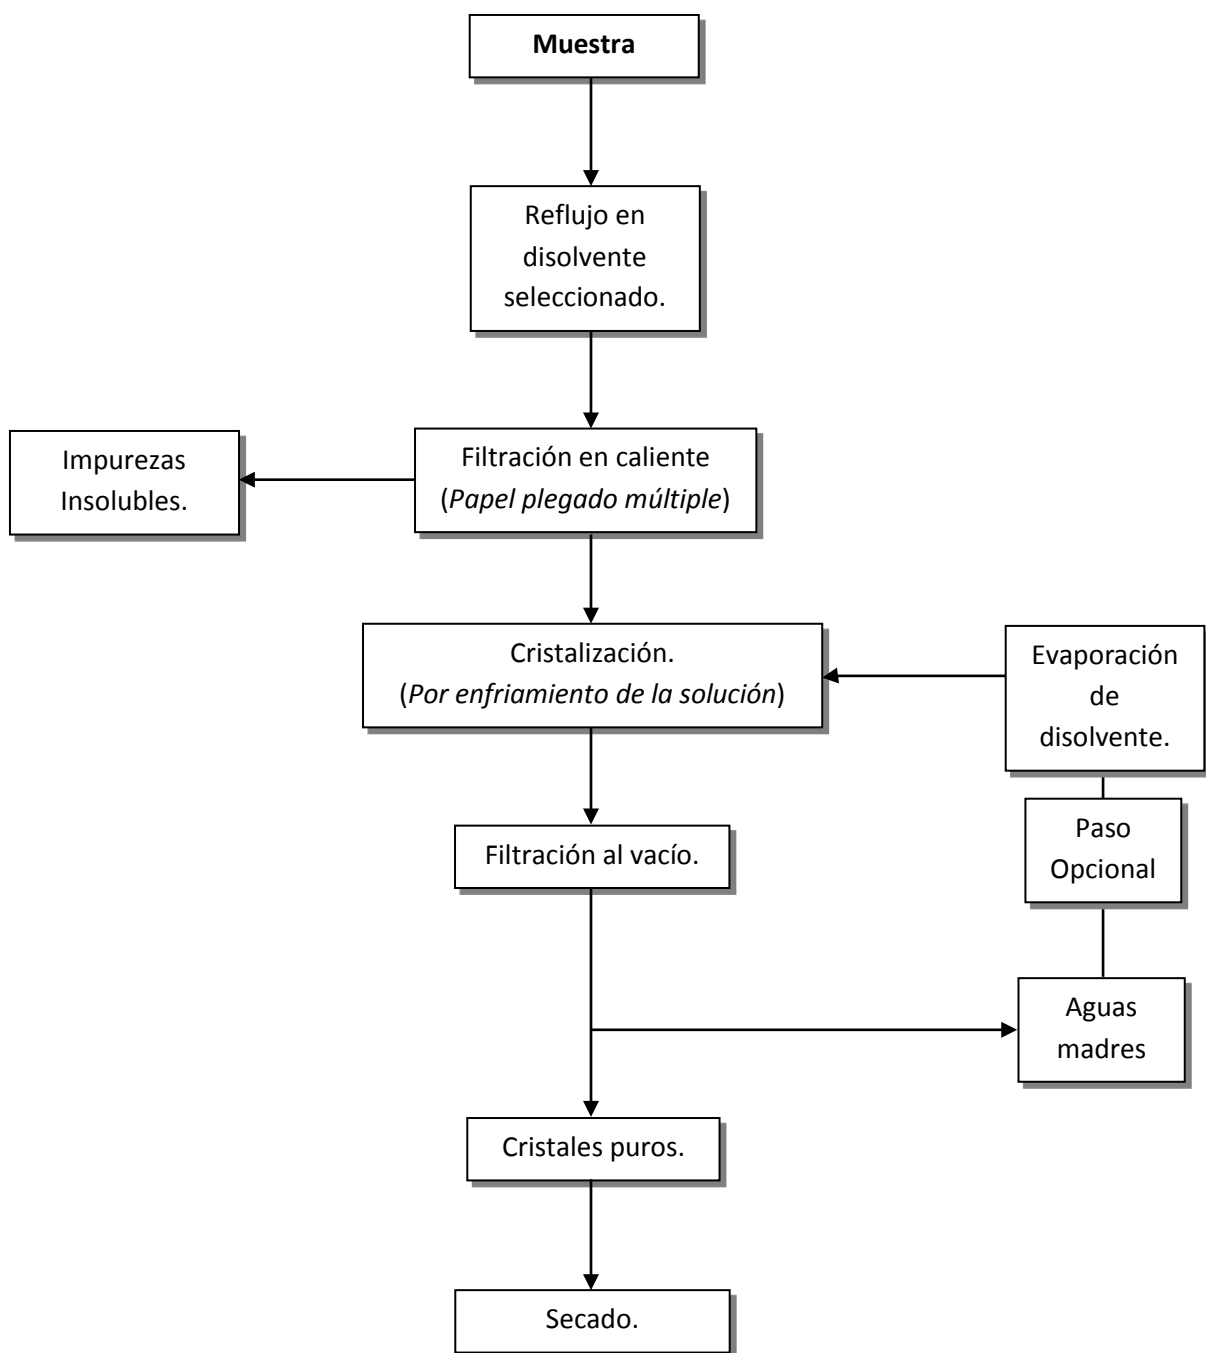 Muestra
Reflujo en
disolvente
seleccionado.
Impurezas
Insolubles.
Filtración en caliente
(Papel plegado múltiple)
Cristalización.
(Por enfriamiento de la solución)
Evaporación
de
disolvente.
Paso
Opcional
Filtración al vacío.
Aguas
madres
Cristales puros.
Secado.